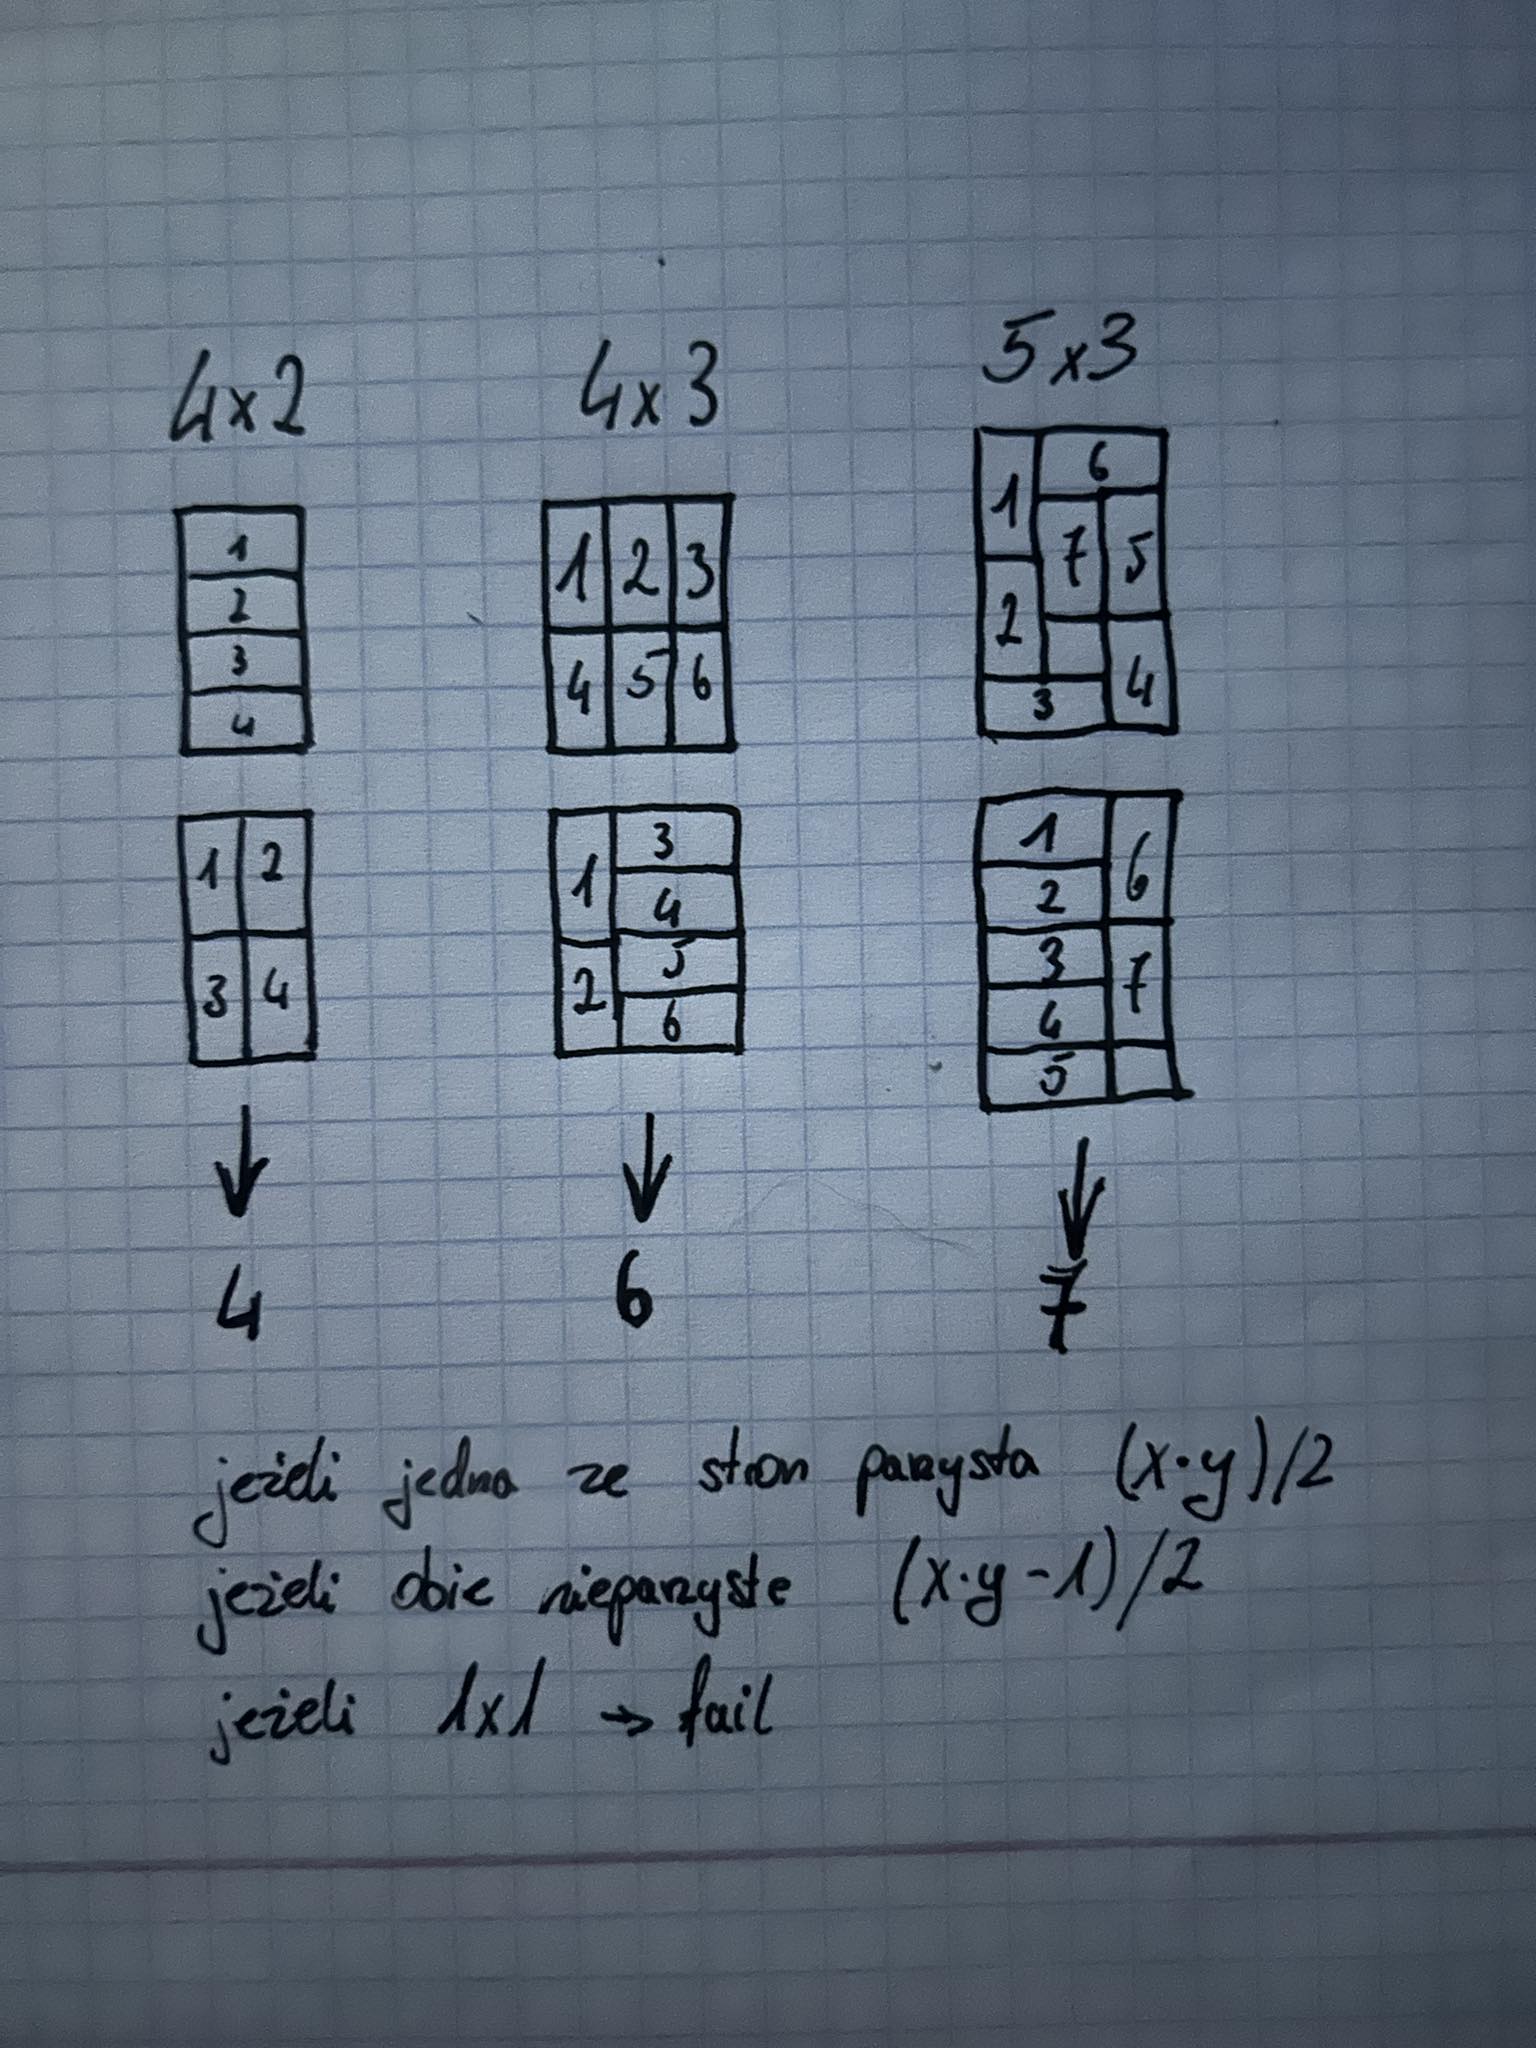 4x2 4x3 5x3
1
2
3
4
1 2 3
4 5 6
1 6
7 5
2
4
3
1 2
3 4
1 3
4
2 5
6
1 6
2
3 7
4
5
4 6 7
jeżeli jedna ze stron parzysta (x·y)/2
jeżeli obie nieparzyste (x·y-1)/2
jeżeli 1x1 → fail